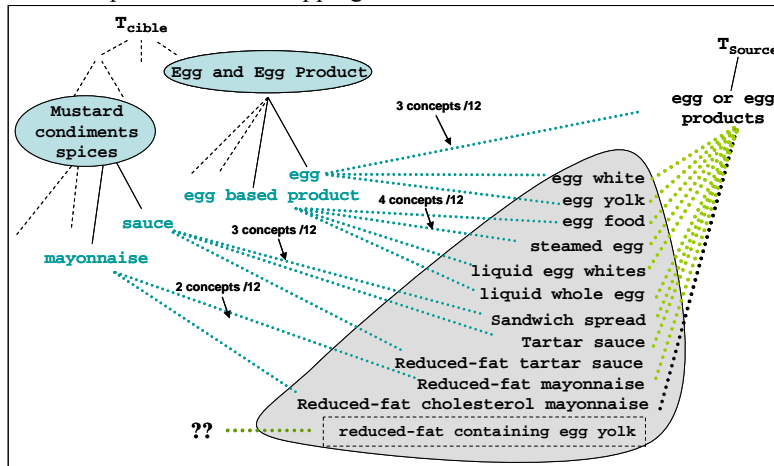 T_cible
T_Source
Egg and Egg Product
egg or egg
products
3 concepts /12
Mustard
condiments
spices
egg
egg white
egg based product
egg yolk
4 concepts /12
egg food
sauce
steamed egg
3 concepts /12
mayonnaise
liquid egg whites
2 concepts /12
liquid whole egg
Sandwich spread
Tartar sauce
Reduced-fat tartar sauce
Reduced-fat mayonnaise
Reduced-fat cholesterol mayonnaise
??
reduced-fat containing egg yolk